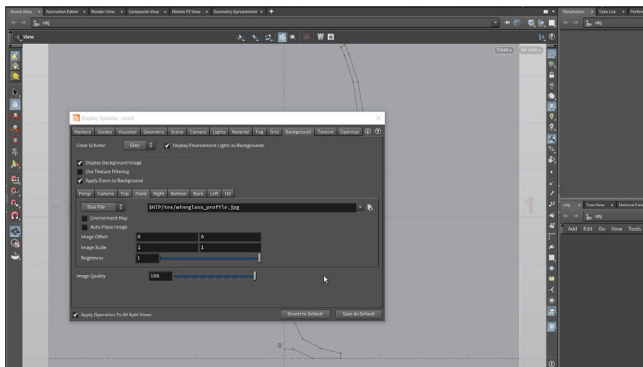 Scene View × Animation Editor × Render View × Composite View × Motion FX View × Geometry Spreadsheet × +
Parameters × Take List ×
obj
obj
View
Display Options: world
Markers Guides Visualize Geometry Scene Camera Lights Material Fog Grid Background Texture Optimize
Color Scheme Grey Display Environment Lights as Backgrounds
Display Background Image
Use Texture Filtering
Apply Zoom to Background
Persp Camera Top Front Right Bottom Back Left UV
Disk File $HIP/tex/wineglass_profile.jpg
Environment Map
Auto-Place Image
Image Offset 0 0
Image Scale 1 1
Brightness 1
Image Quality 100
Apply Operation To All Split Views
Revert to Default Save as Default
1
Tree View ×
obj
Add Edit Go View Tools